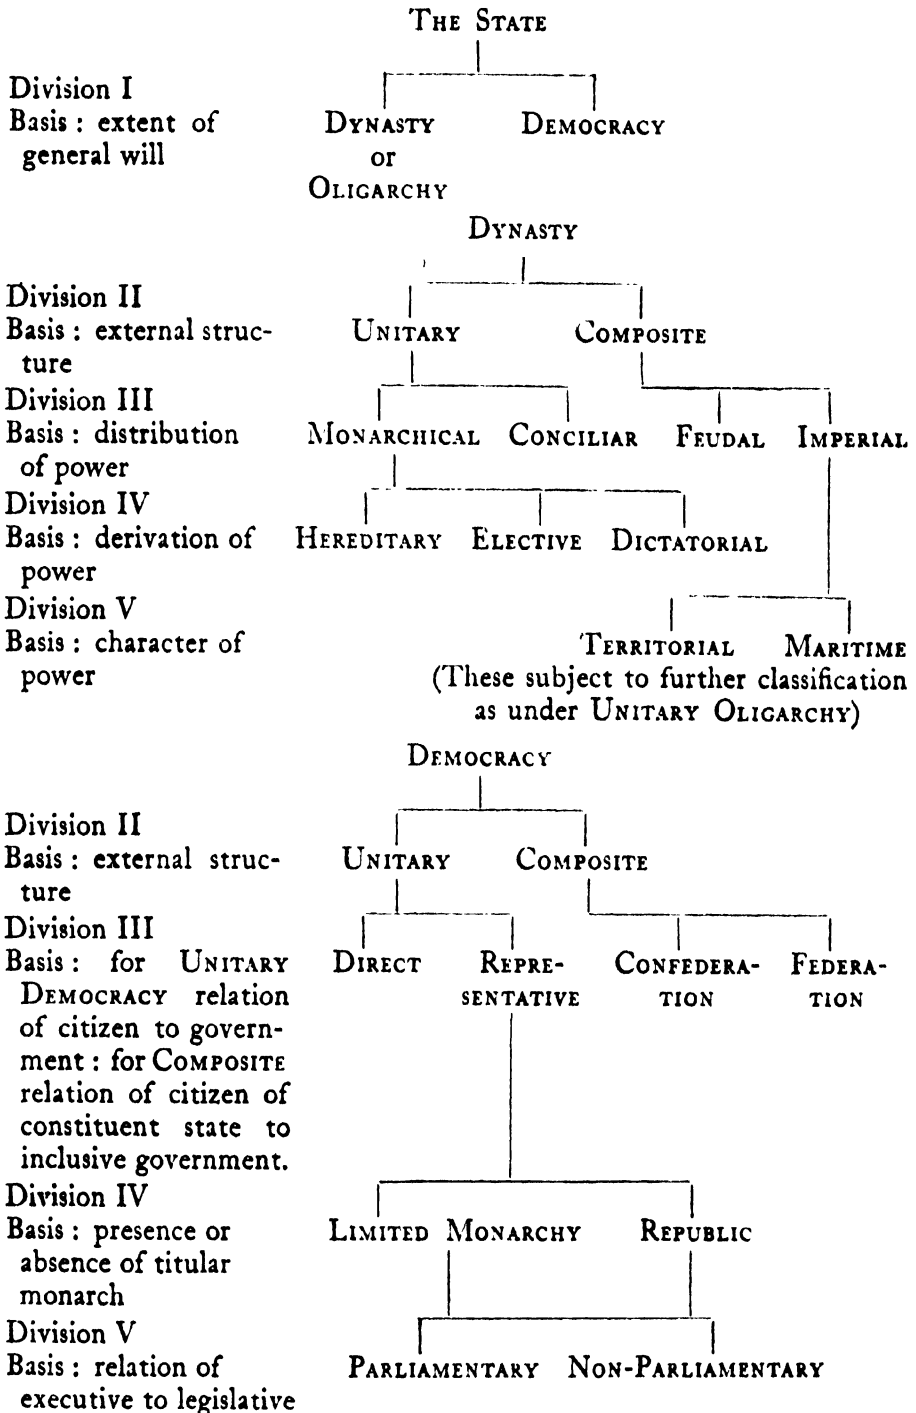 THE STATE
Division I
Basis : extent of
general will
DYNASTY DEMOCRACY
or
OLIGARCHY
DYNASTY
Division II
Basis : external struc-
ture
UNITARY COMPOSITE
Division III
Basis : distribution
of power
MONARCHICAL CONCILIAR FEUDAL IMPERIAL
Division IV
Basis : derivation of
power
HEREDITARY ELECTIVE DICTATORIAL
Division V
Basis : character of
power
TERRITORIAL MARITIME
(These subject to further classification
as under UNITARY OLIGARCHY)
DEMOCRACY
Division II
Basis : external struc-
ture
UNITARY COMPOSITE
Division III
Basis : for UNITARY
DEMOCRACY relation
of citizen to govern-
ment : for COMPOSITE
relation of citizen of
constituent state to
inclusive government.
DIRECT REPRE- CONFEDERA- FEDERA-
SENTATIVE TION TION
Division IV
Basis : presence or
absence of titular
monarch
LIMITED MONARCHY REPUBLIC
Division V
Basis : relation of
executive to legislative
PARLIAMENTARY NON-PARLIAMENTARY